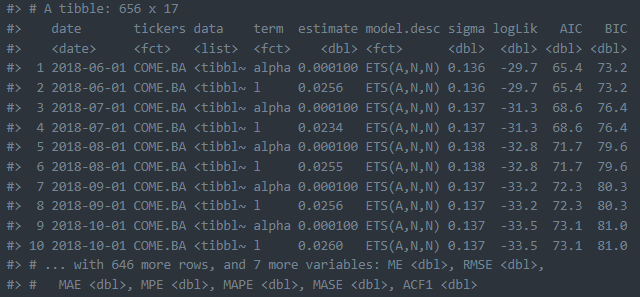 #> # A tibble: 656 x 17
#>    date       tickers data    term  estimate model.desc sigma logLik   AIC   BIC
#>    <date>     <fct>   <list>  <fct>    <dbl> <fct>      <dbl>  <dbl> <dbl> <dbl>
#>  1 2018-06-01 COME.BA <tibbl~ alpha 0.000100 ETS(A,N,N) 0.136  -29.7  65.4  73.2
#>  2 2018-06-01 COME.BA <tibbl~ l     0.0256   ETS(A,N,N) 0.136  -29.7  65.4  73.2
#>  3 2018-07-01 COME.BA <tibbl~ alpha 0.000100 ETS(A,N,N) 0.137  -31.3  68.6  76.4
#>  4 2018-07-01 COME.BA <tibbl~ l     0.0234   ETS(A,N,N) 0.137  -31.3  68.6  76.4
#>  5 2018-08-01 COME.BA <tibbl~ alpha 0.000100 ETS(A,N,N) 0.138  -32.8  71.7  79.6
#>  6 2018-08-01 COME.BA <tibbl~ l     0.0255   ETS(A,N,N) 0.138  -32.8  71.7  79.6
#>  7 2018-09-01 COME.BA <tibbl~ alpha 0.000100 ETS(A,N,N) 0.137  -33.2  72.3  80.3
#>  8 2018-09-01 COME.BA <tibbl~ l     0.0256   ETS(A,N,N) 0.137  -33.2  72.3  80.3
#>  9 2018-10-01 COME.BA <tibbl~ alpha 0.000100 ETS(A,N,N) 0.137  -33.5  73.1  81.0
#> 10 2018-10-01 COME.BA <tibbl~ l     0.0260   ETS(A,N,N) 0.137  -33.5  73.1  81.0
#> # ... with 646 more rows, and 7 more variables: ME <dbl>, RMSE <dbl>,
#> #   MAE <dbl>, MPE <dbl>, MAPE <dbl>, MASE <dbl>, ACF1 <dbl>